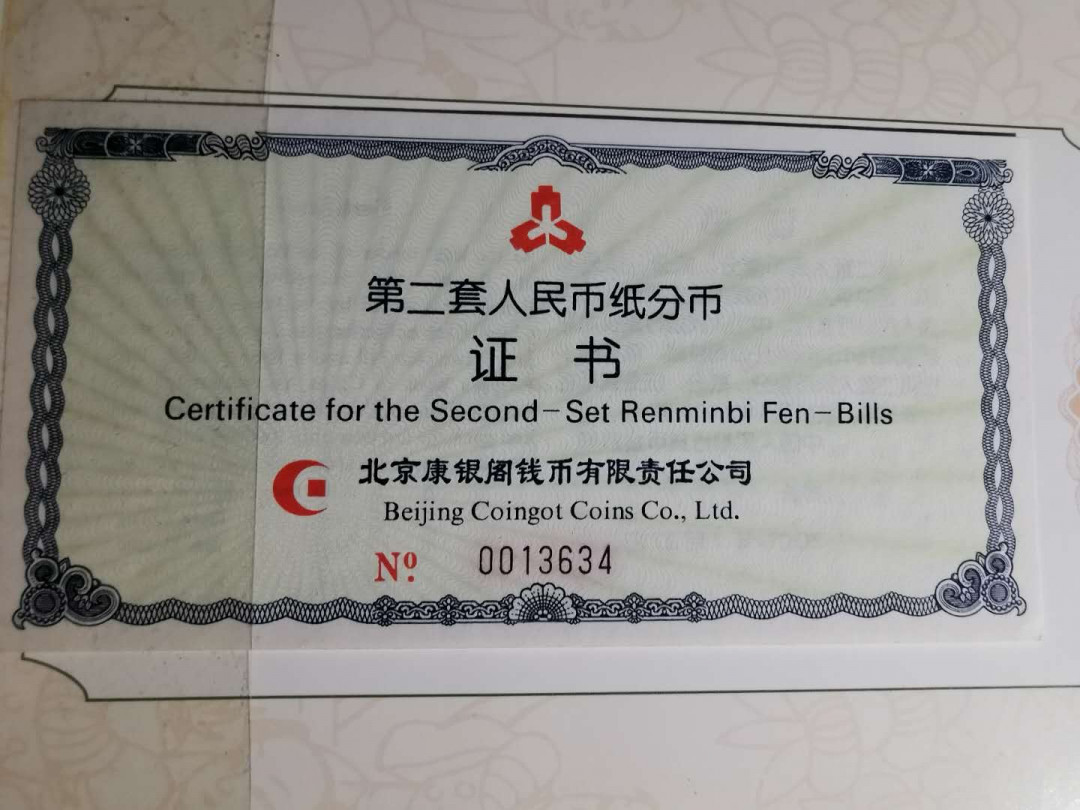 第二套人民币纸分币
证 书
Certificate for the Second-Set Renminbi Fen-Bills
北京康银阁钱币有限责任公司
Beijing Coingot Coins Co., Ltd.
Nº. 0013634